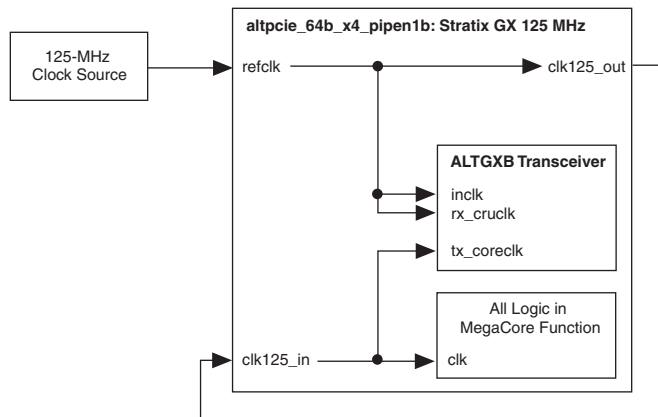 altpcie_64b_x4_pipen1b: Stratix GX 125 MHz
125-MHz
Clock Source
refclk
clk125_out
ALTGXB Transceiver
inclk
rx_cruclk
tx_coreclk
All Logic in
MegaCore Function
clk125_in
clk